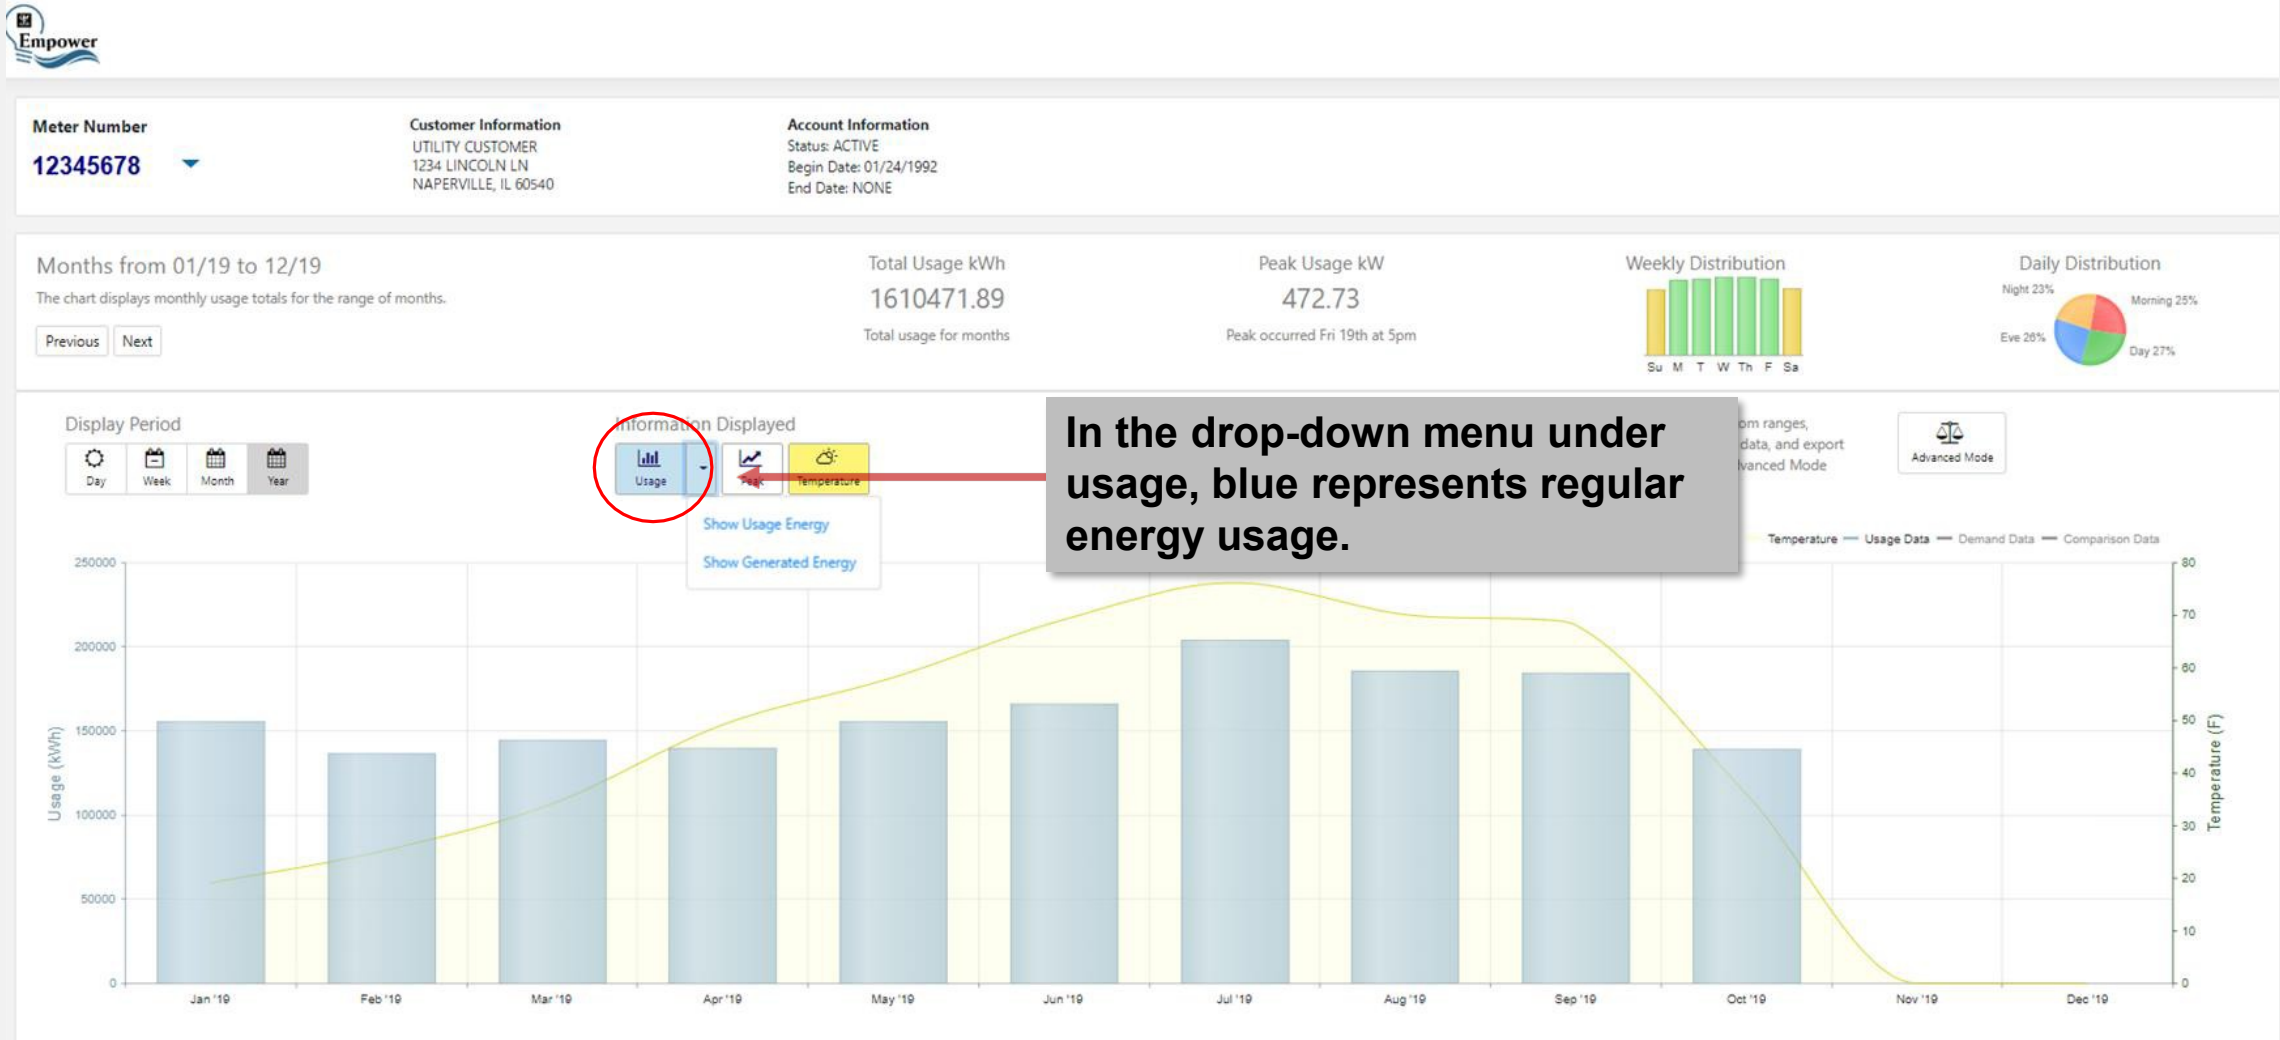 Empower
Meter Number
12345678
Customer Information
UTILITY CUSTOMER
1234 LINCOLN LN
NAPERVILLE, IL 60540
Account Information
Status: ACTIVE
Begin Date: 01/24/1992
End Date: NONE
Months from 01/19 to 12/19
The chart displays monthly usage totals for the range of months.
Previous Next
Total Usage kWh
1610471.89
Total usage for months
Peak Usage kW
472.73
Peak occurred Fri 19th at 5pm
Weekly Distribution
Su M T W Th F Sa
Daily Distribution
Night 23%
Morning 25%
Eve 26%
Day 27%
Display Period
Day Week Month Year
Information Displayed
Usage Peak Temperature
Show Usage Energy
Show Generated Energy
In the drop-down menu under
usage, blue represents regular
energy usage.
om ranges,
data, and export
vanced Mode
Advanced Mode
Temperature Usage Data Demand Data Comparison Data
250000
200000
150000
100000
50000
0
Usage (kWh)
80
70
60
50
40
30
20
10
0
Temperature (F)
Jan '19 Feb '19 Mar '19 Apr '19 May '19 Jun '19 Jul '19 Aug '19 Sep '19 Oct '19 Nov '19 Dec '19